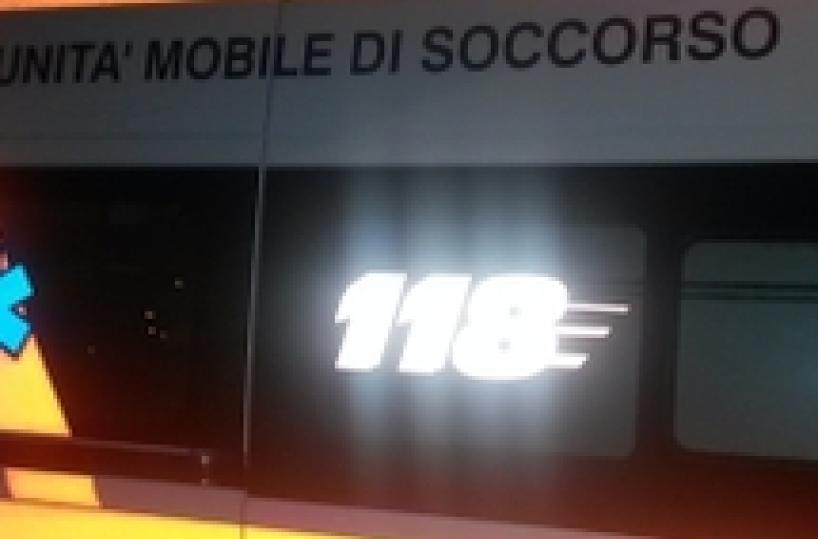 UNITA' MOBILE DI SOCCORSO
118